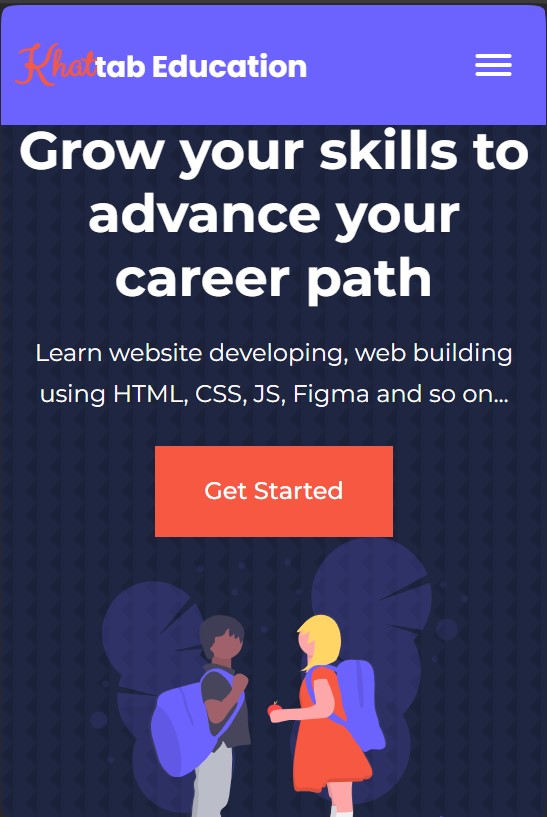 Khattab Education
Grow your skills to
advance your
career path
Learn website developing, web building
using HTML, CSS, JS, Figma and so on...
Get Started